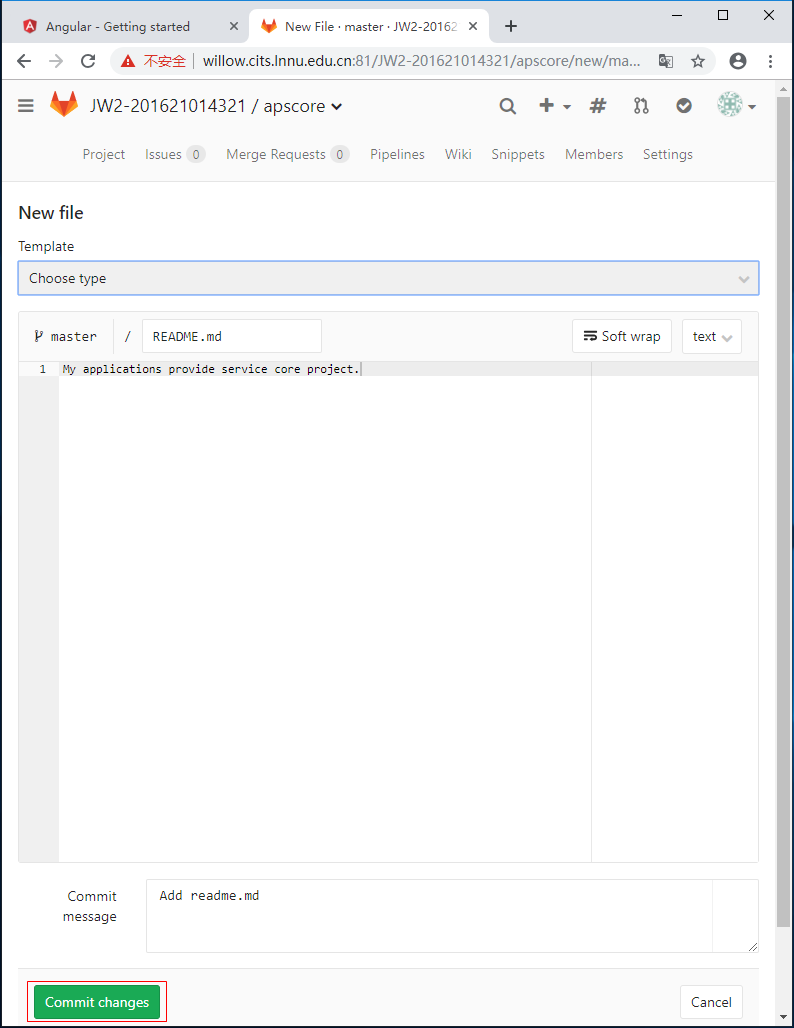 Angular - Getting started
New File · master · JW2-20162
不安全 willow.cits.lnnu.edu.cn:81/JW2-201621014321/apscore/new/ma...
JW2-201621014321 / apscore
Project Issues 0 Merge Requests 0 Pipelines Wiki Snippets Members Settings
New file
Template
Choose type
master / README.md Soft wrap text
1 My applications provide service core project.
Commit message
Add readme.md
Commit changes Cancel